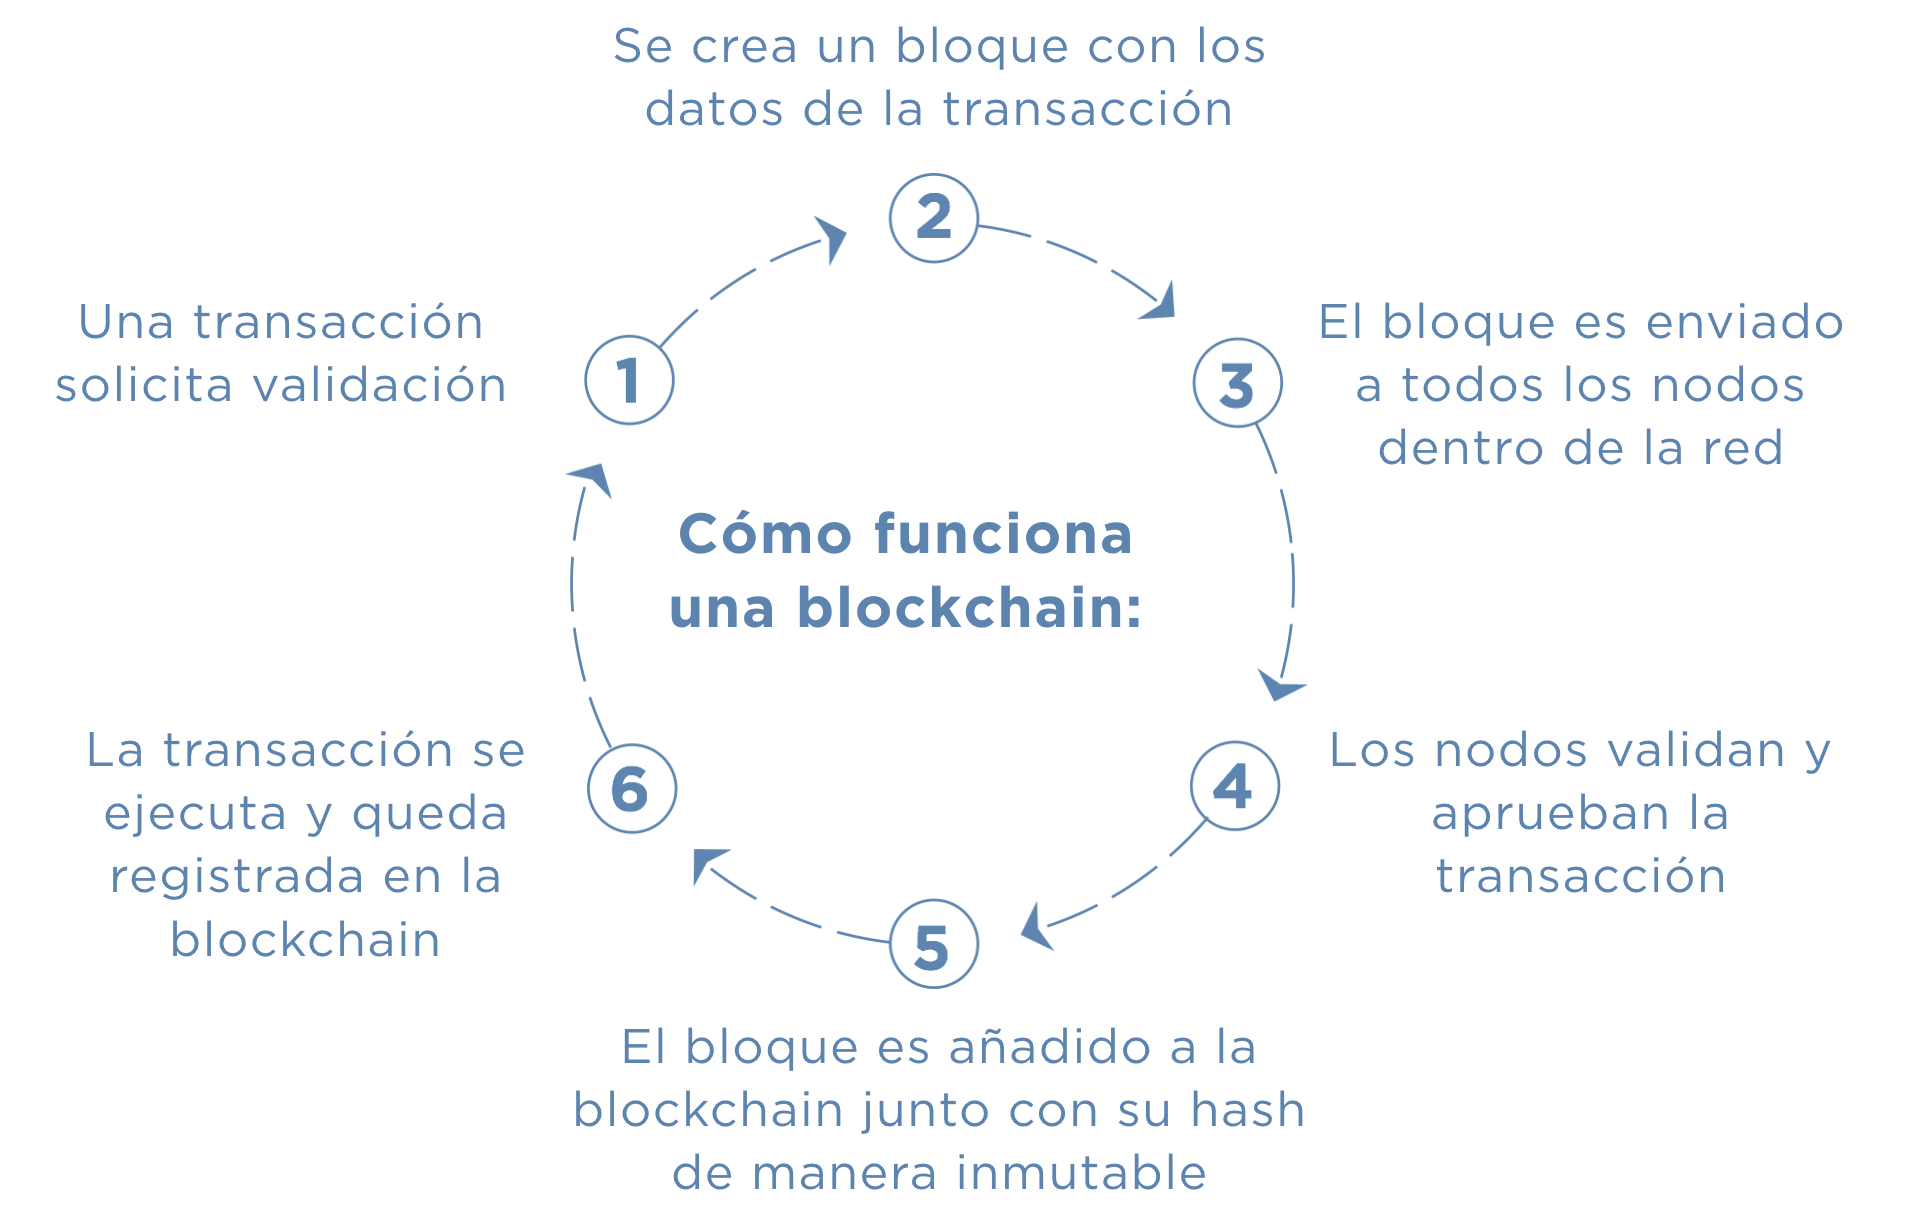 Cómo funciona
una blockchain:
1
Una transacción
solicita validación
2
Se crea un bloque con los
datos de la transacción
3
El bloque es enviado
a todos los nodos
dentro de la red
4
Los nodos validan y
aprueban la
transacción
5
El bloque es añadido a la
blockchain junto con su hash
de manera inmutable
6
La transacción se
ejecuta y queda
registrada en la
blockchain